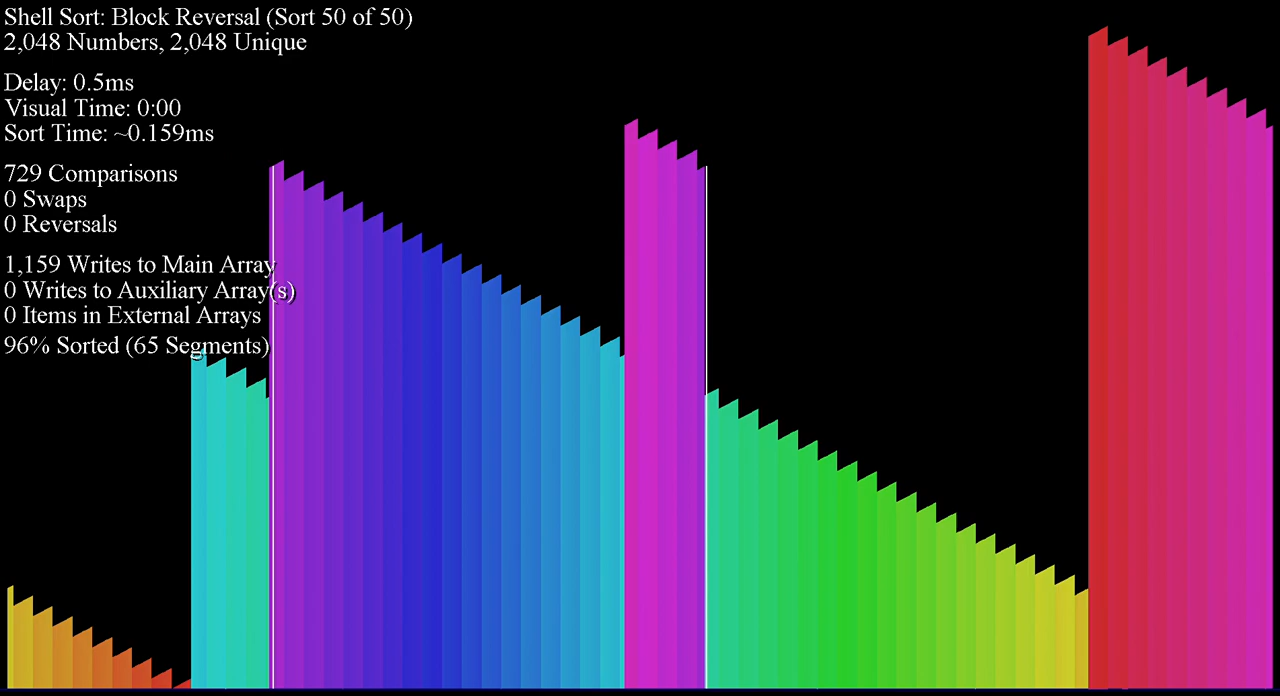 Shell Sort: Block Reversal (Sort 50 of 50)
2,048 Numbers, 2,048 Unique
Delay: 0.5ms
Visual Time: 0:00
Sort Time: ~0.159ms
729 Comparisons
0 Swaps
0 Reversals
1,159 Writes to Main Array
0 Writes to Auxiliary Array(s)
0 Items in External Arrays
96% Sorted (65 Segments)